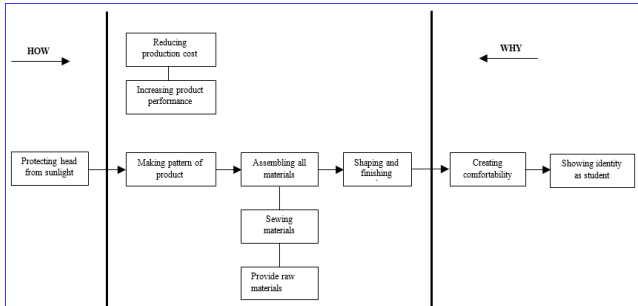 HOW
Reducing
production cost
WHY
Increasing product
performance
Protecting head
from sunlight
Making pattern of
product
Assembling all
materials
Shaping and
finishing
Creating
comfortability
Showing identity
as student
Sewing
materials
Provide raw
materials